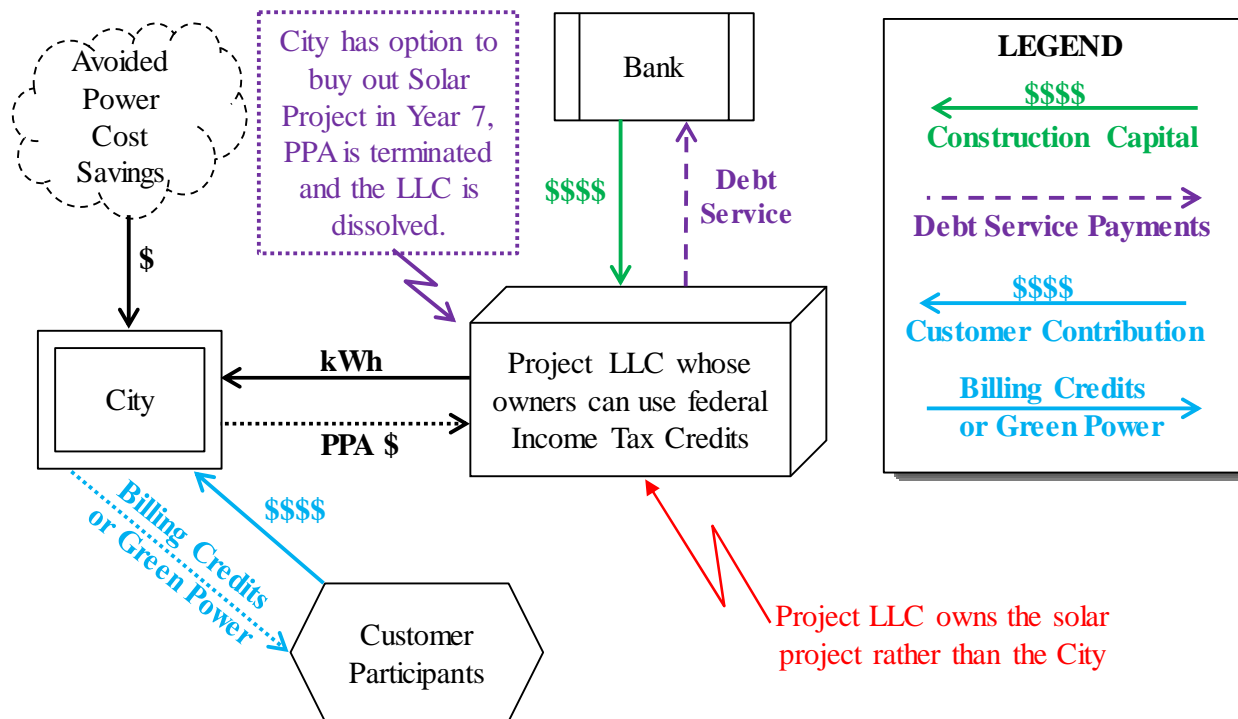 Avoided
Power
Cost
Savings
$
City has option to
buy out Solar
Project in Year 7,
PPA is terminated
and the LLC is
dissolved.
Bank
$$$$
Debt
Service
City
kWh
PPA $
Project LLC whose
owners can use federal
Income Tax Credits
Billing Credits
or Green Power
$$$$
Customer
Participants
Project LLC owns the solar
project rather than the City
LEGEND
$$$$
Construction Capital
Debt Service Payments
$$$$
Customer Contribution
Billing Credits
or Green Power